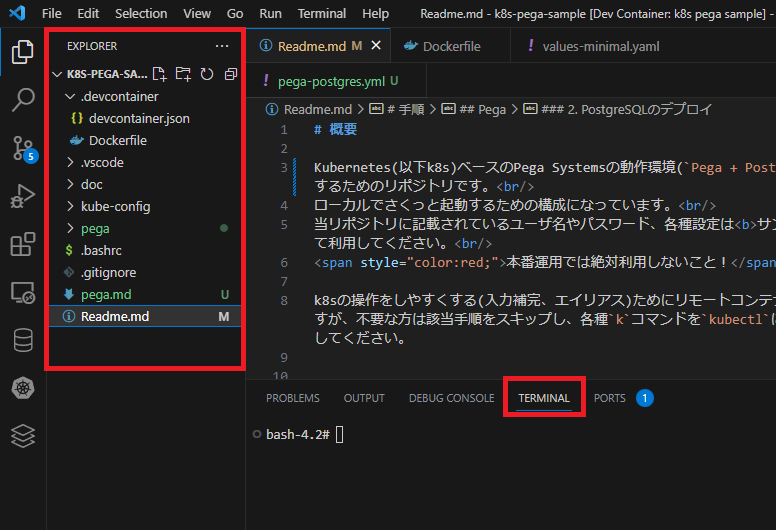 File Edit Selection View Go Run Terminal Help Readme.md - k8s-pega-sample [Dev Container: k8s pega sample] -
EXPLORER ...
K8S-PEGA-SA...
.devcontainer
{} devcontainer.json
Dockerfile
.vscode
doc
kube-config
pega
$ .bashrc
.gitignore
pega.md U
Readme.md M
5
Readme.md M
Dockerfile
! values-minimal.yaml
! pega-postgres.yml U
Readme.md > # 手順 > ## Pega > ### 2. PostgreSQLのデプロイ
1 # 概要
2
3 Kubernetes(以下k8s)ベースのPega Systemsの動作環境(`Pega + Post
するためのリポジトリです。<br/>
4 ローカルでさくっと起動するための構成になっています。<br/>
5 当リポジトリに記載されているユーザ名やパスワード、各種設定は<b>サン
て利用してください。<br/>
6 <span style="color:red;">本番運用では絶対利用しないこと！</span
7
8 k8sの操作をしやすくする(入力補完、エイリアス)ためにリモートコンテナ
すが、不要な方は該当手順をスキップし、各種`k`コマンドを`kubectl`に
してください。
9
10
PROBLEMS OUTPUT DEBUG CONSOLE TERMINAL PORTS 1
bash-4.2#